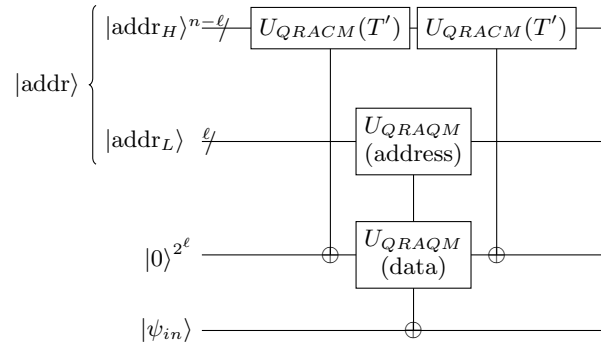 |addr_H⟩^{n−ℓ} U_{QRACM}(T′) U_{QRACM}(T′)
|addr⟩
|addr_L⟩ ℓ U_{QRAQM}
(address)
|0⟩^{2^ℓ} U_{QRAQM}
(data)
|ψ_{in}⟩